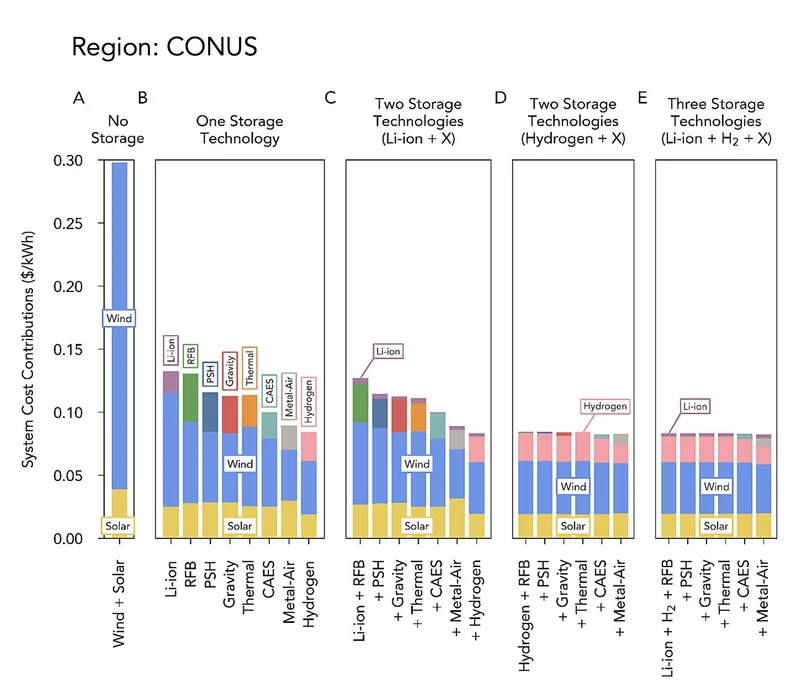 Region: CONUS
A
No
Storage
B
One Storage
Technology
C
Two Storage
Technologies
(Li-ion + X)
D
Two Storage
Technologies
(Hydrogen + X)
E
Three Storage
Technologies
(Li-ion + H₂ + X)
System Cost Contributions ($/kWh)
0.30
0.25
0.20
0.15
0.10
0.05
0.00
Wind
Solar
Wind + Solar
Li-ion
RFB
PSH
Gravity
Thermal
CAES
Metal-Air
Hydrogen
Wind
Solar
Li-ion
RFB
PSH
Gravity
Thermal
CAES
Metal-Air
Hydrogen
Li-ion
Wind
Solar
Li-ion + RFB
+ PSH
+ Gravity
+ Thermal
+ CAES
+ Metal-Air
+ Hydrogen
Hydrogen
Wind
Solar
Hydrogen + RFB
+ PSH
+ Gravity
+ Thermal
+ CAES
+ Metal-Air
Li-ion
Wind
Solar
Li-ion + H₂ + RFB
+ PSH
+ Gravity
+ Thermal
+ CAES
+ Metal-Air